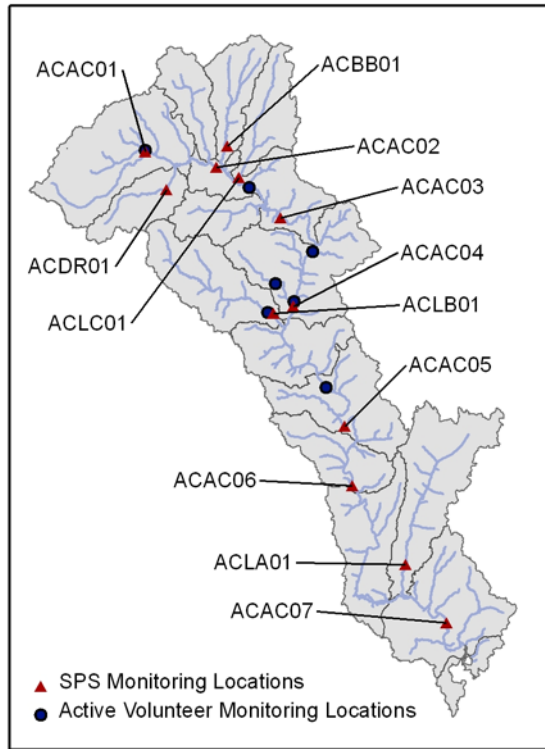 ACAC01
ACBB01
ACAC02
ACAC03
ACDR01
ACAC04
ACLC01
ACLB01
ACAC05
ACAC06
ACLA01
ACAC07
SPS Monitoring Locations
Active Volunteer Monitoring Locations